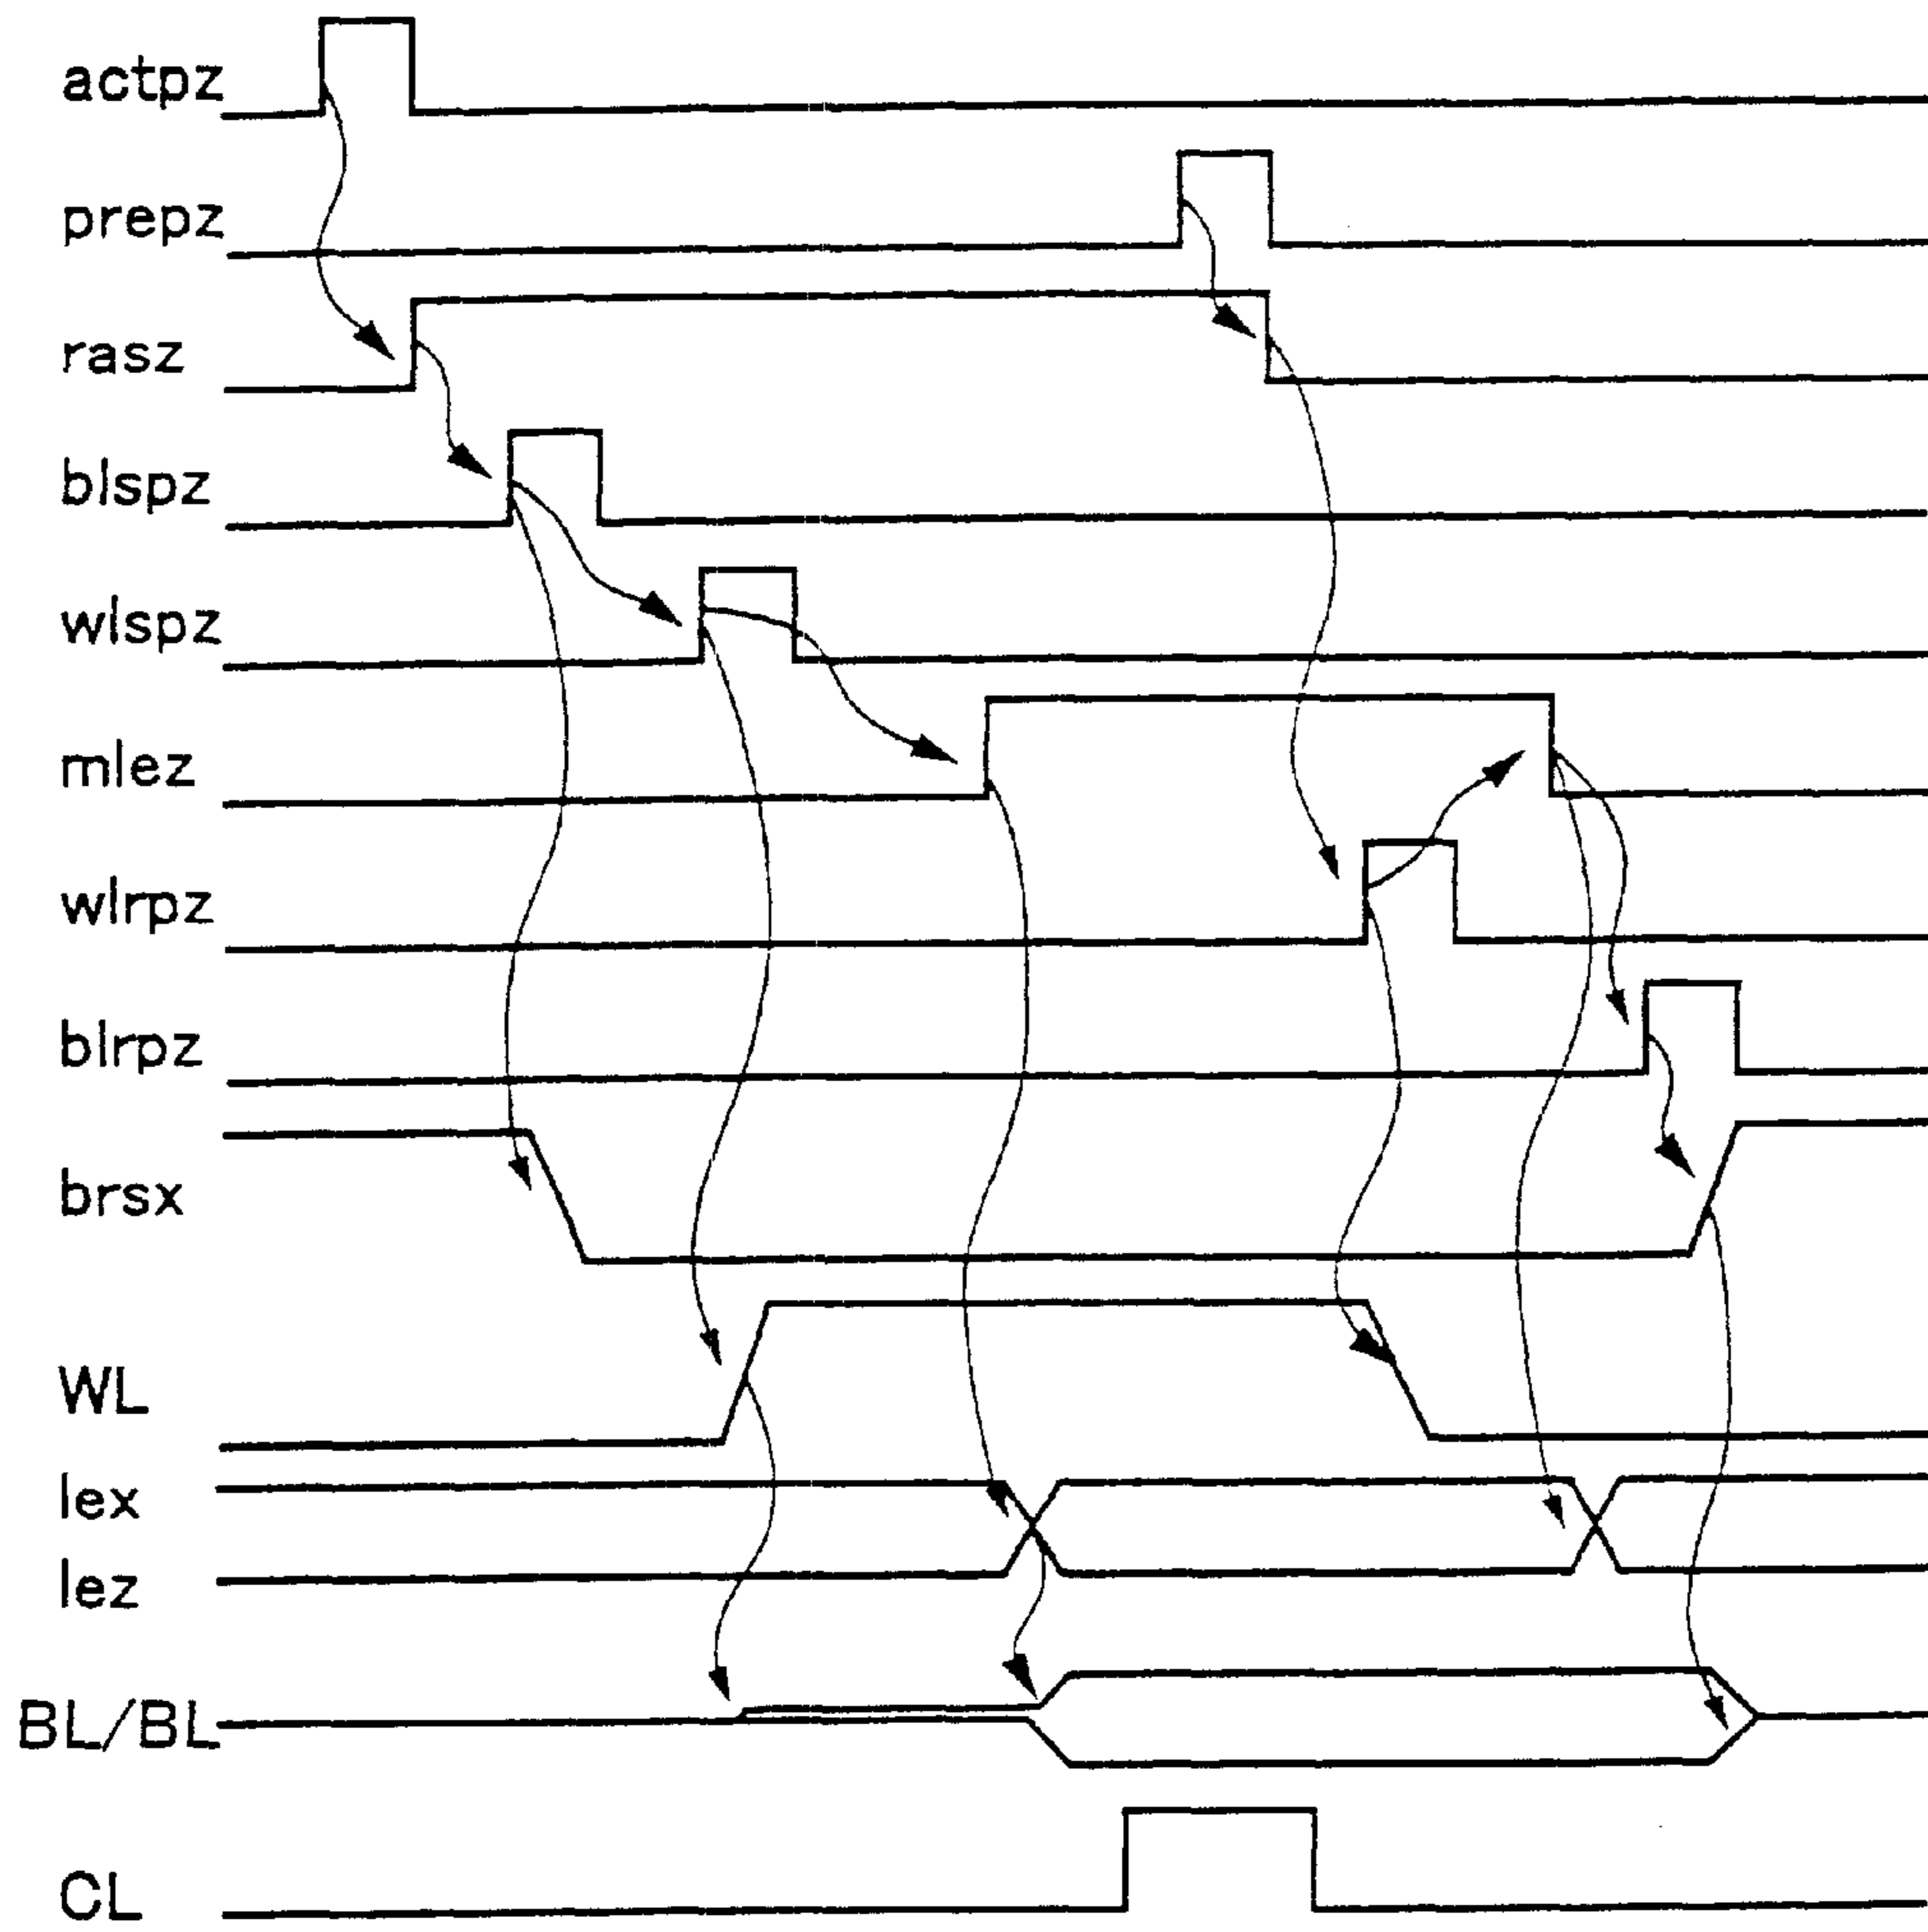 actpz
prepz
rasz
blspz
wlspz
mlez
wlrpz
blrpz
brsx
WL
lex
lez
BL/BL
CL